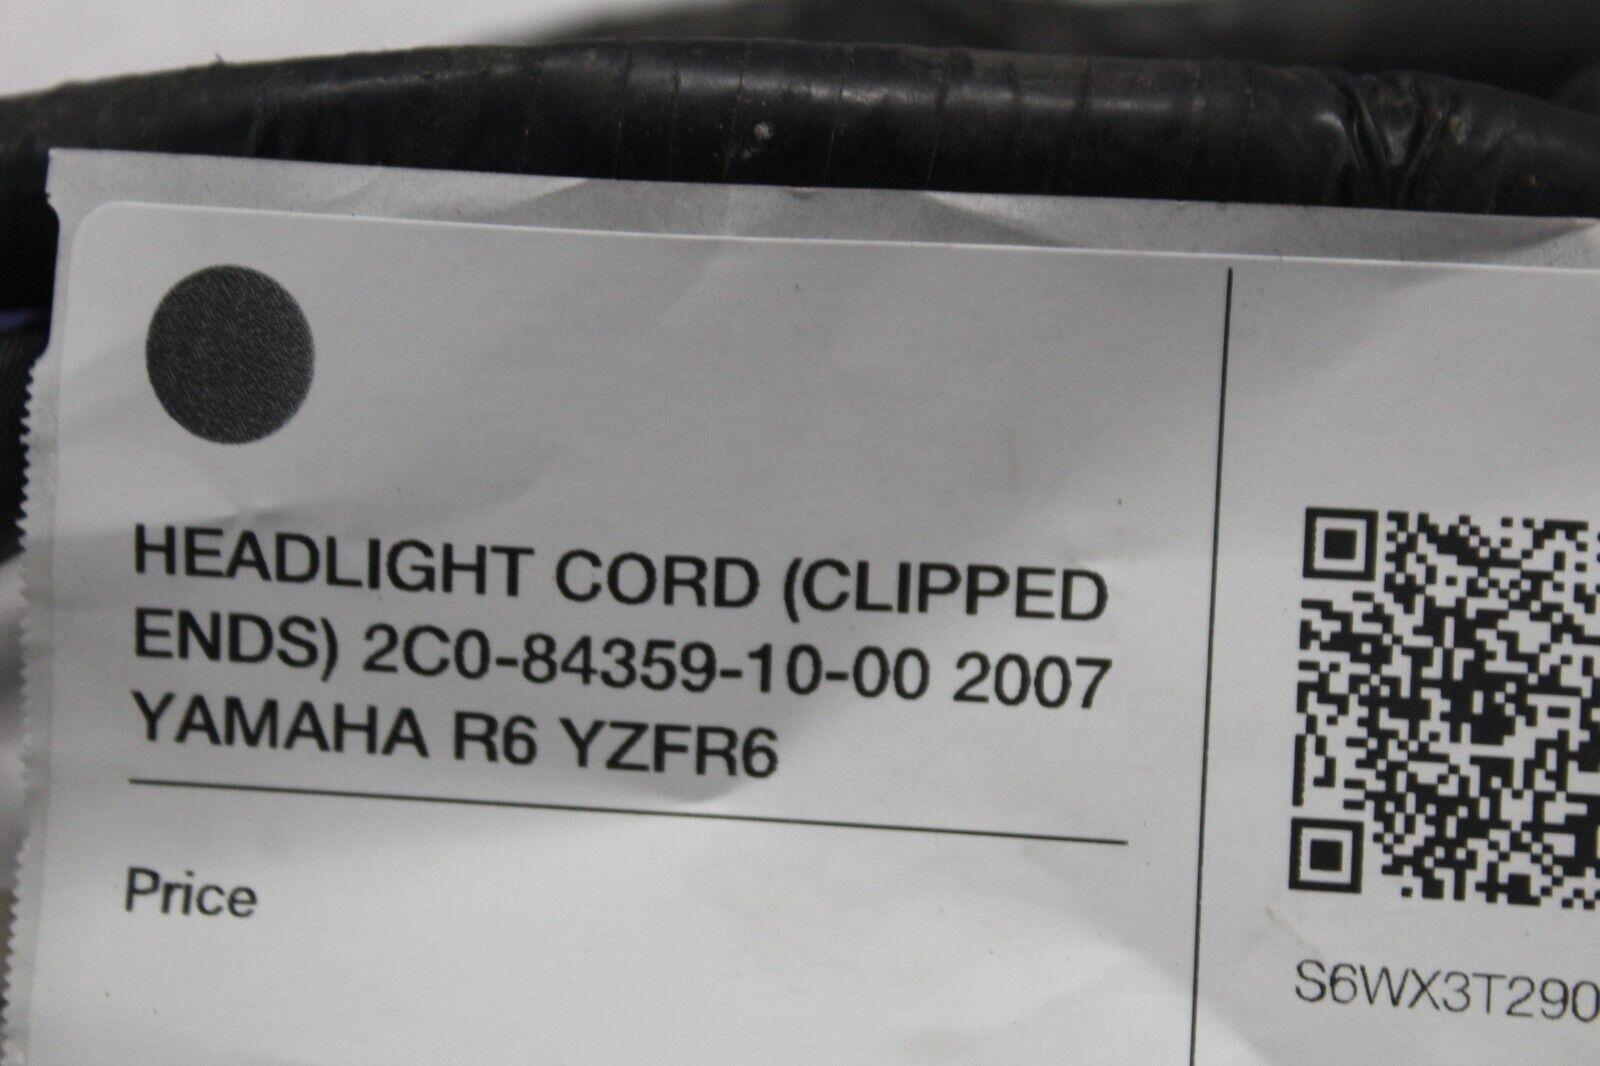 HEADLIGHT CORD (CLIPPED
ENDS) 2C0-84359-10-00 2007
YAMAHA R6 YZFR6
Price
S6WX3T290